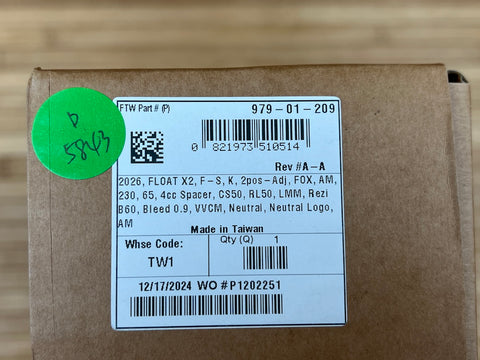 D
5843
FTW Part # (P)
979-01-209
0 821973 510514
Rev #A-A
2026, FLOAT X2, F-S, K, 2pos-Adj, FOX, AM,
230, 65, 4cc Spacer, CS50, RL50, LMM, Rezi
B60, Bleed 0.9, VVCM, Neutral, Neutral Logo,
AM
Made in Taiwan
Whse Code:
TW1
Qty (Q) 1
12/17/2024 WO #P1202251